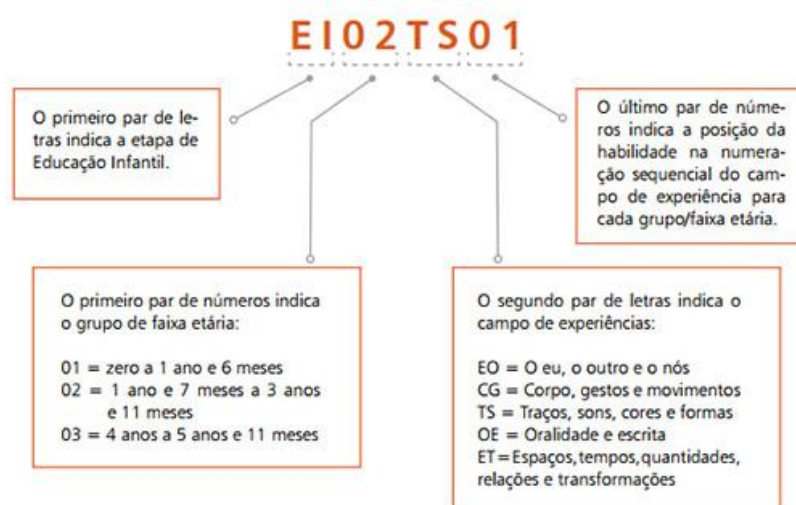 EI02TS01
O primeiro par de le-
tras indica a etapa de
Educação Infantil.
O último par de núme-
ros indica a posição da
habilidade na numera-
ção sequencial do cam-
po de experiência para
cada grupo/faixa etária.
O primeiro par de números indica
o grupo de faixa etária:
01 = zero a 1 ano e 6 meses
02 = 1 ano e 7 meses a 3 anos
e 11 meses
03 = 4 anos a 5 anos e 11 meses
O segundo par de letras indica o
campo de experiências:
EO = O eu, o outro e o nós
CG = Corpo, gestos e movimentos
TS = Traços, sons, cores e formas
OE = Oralidade e escrita
ET=Espaços,tempos,quantidades,
relações e transformações